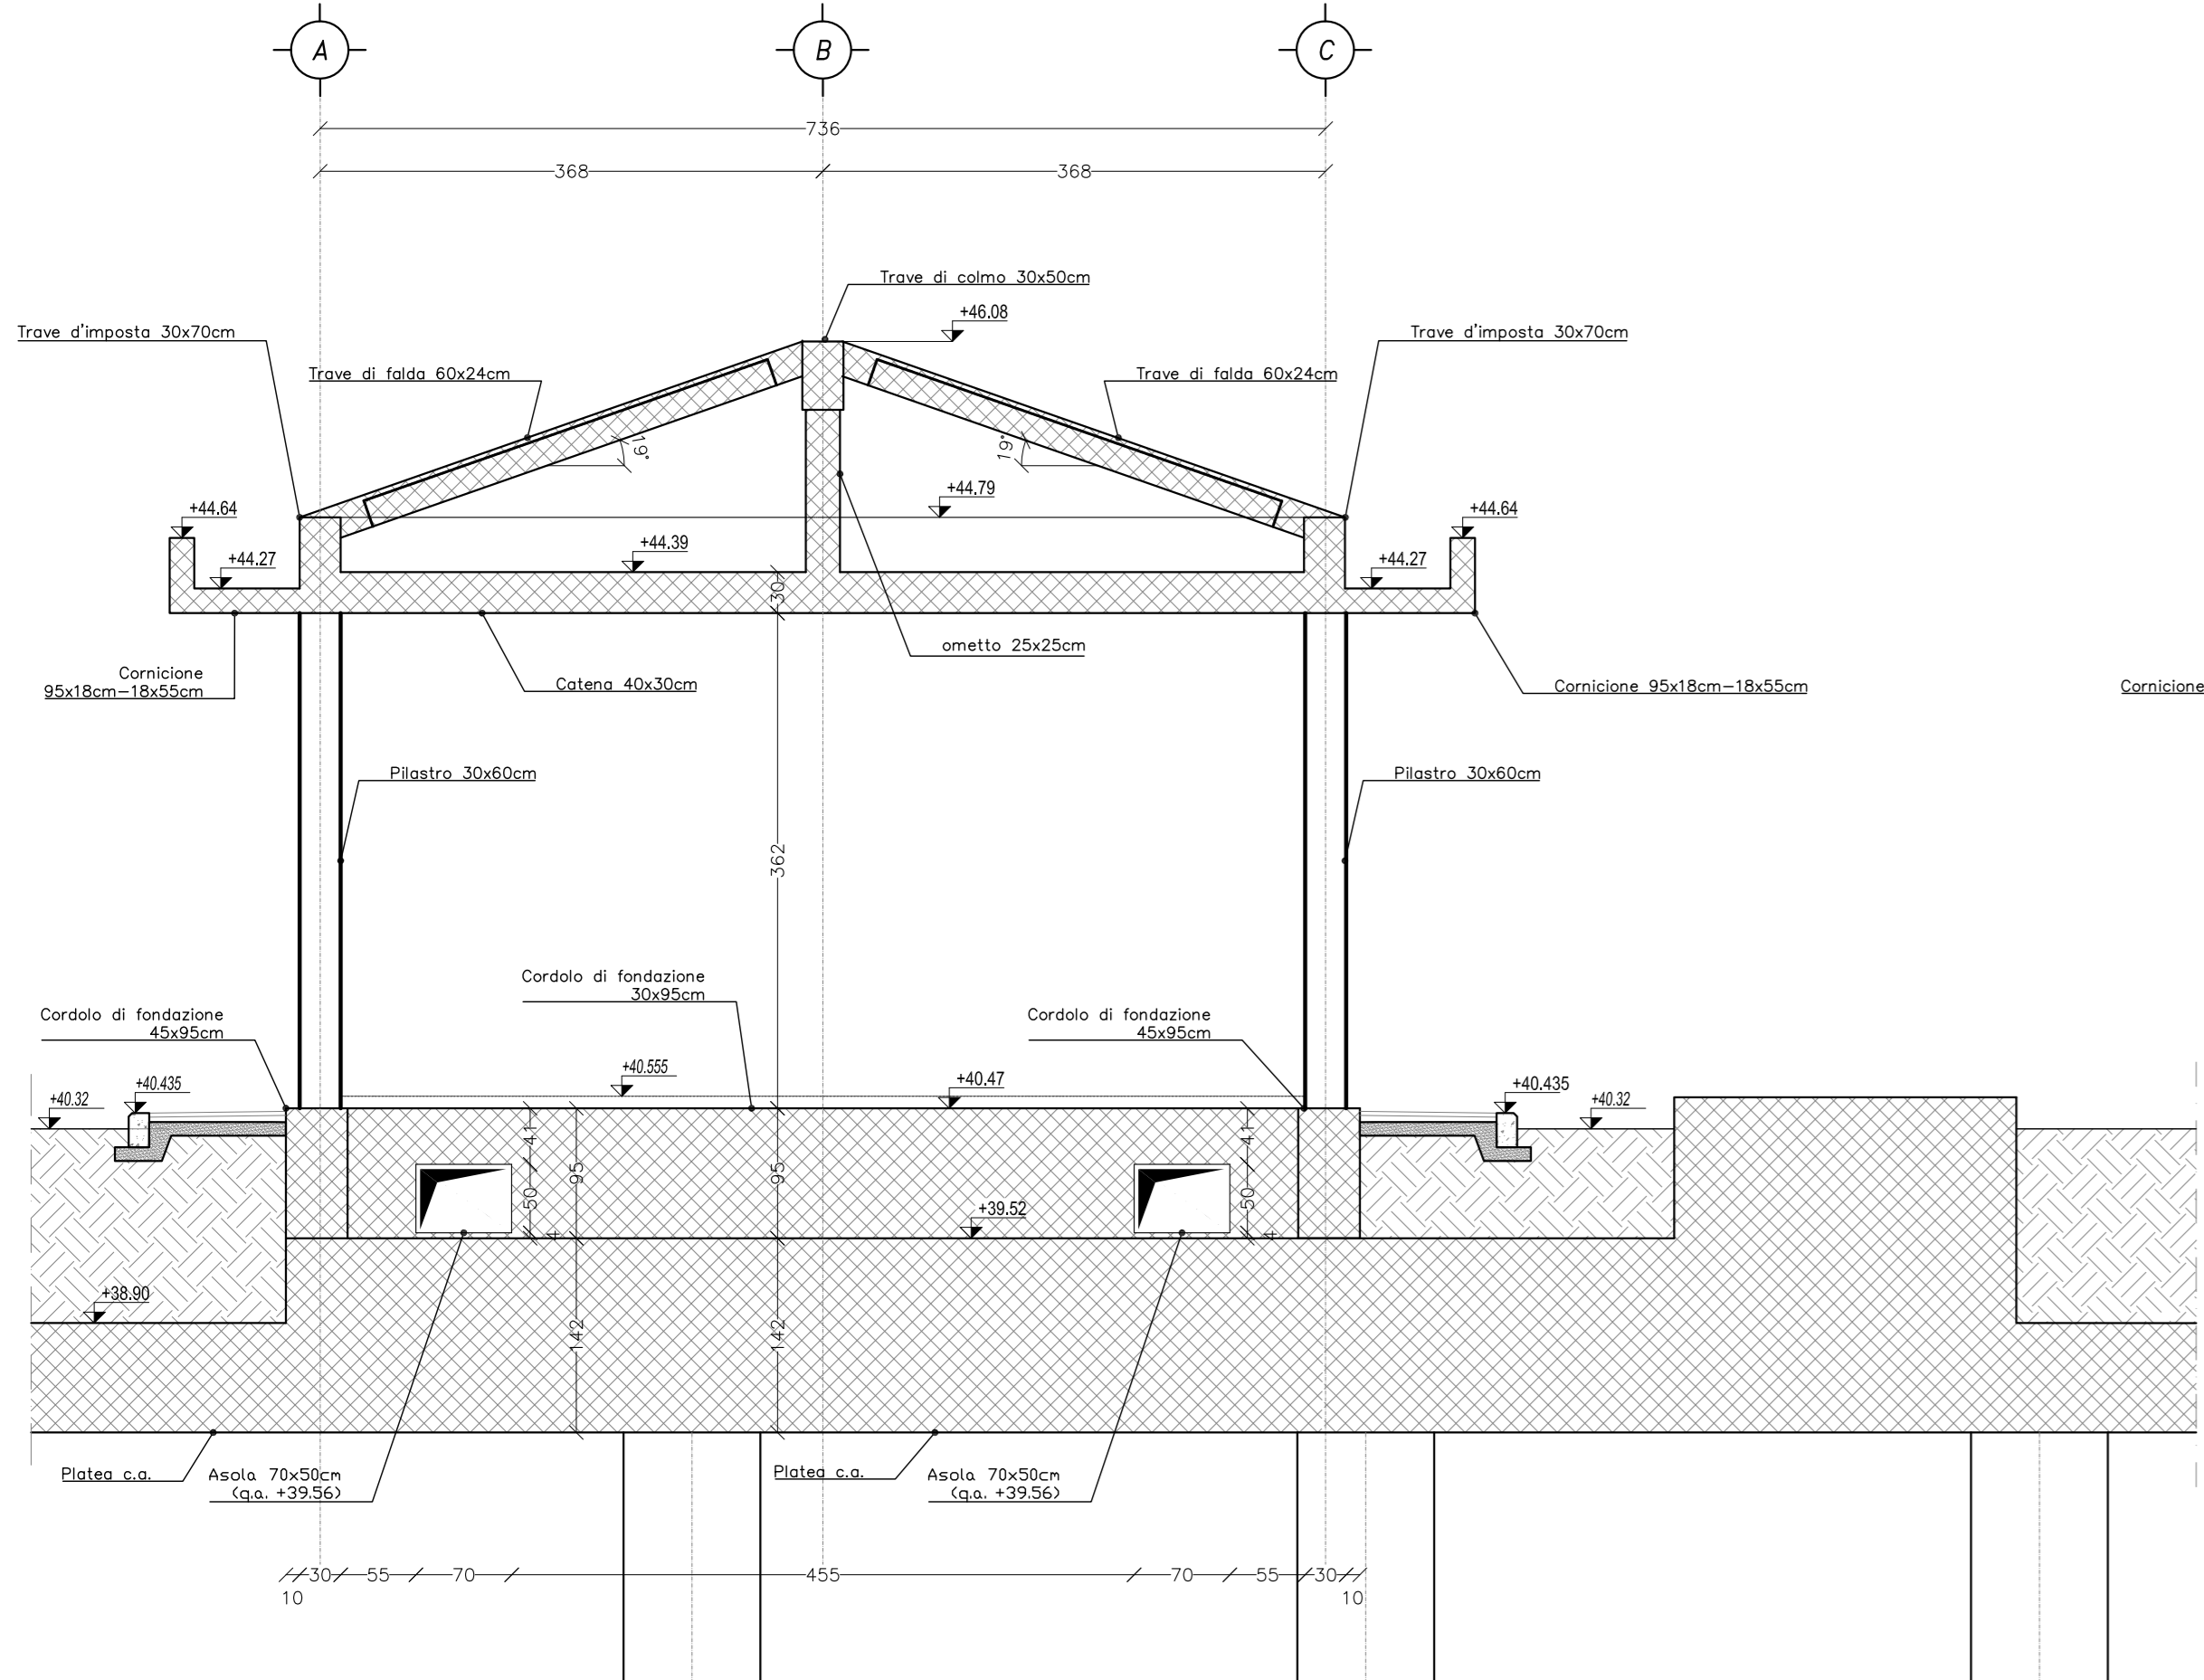 A
B
C
736
368
368
Trave di colmo 30x50cm
+46.08
Trave d'imposta 30x70cm
Trave d'imposta 30x70cm
Trave di falda 60x24cm
Trave di falda 60x24cm
19°
19°
+44.64
+44.79
+44.64
+44.27
+44.39
+44.27
30
ometto 25x25cm
Cornicione
95x18cm–18x55cm
Catena 40x30cm
Cornicione 95x18cm–18x55cm
Cornicione
Pilastro 30x60cm
Pilastro 30x60cm
362
Cordolo di fondazione
30x95cm
Cordolo di fondazione
45x95cm
Cordolo di fondazione
45x95cm
+40.555
+40.47
+40.32
+40.435
+40.435
+40.32
41
95
95
41
50
50
4
4
+39.52
+38.90
142
142
Platea c.a.
Asola 70x50cm
(q.a. +39.56)
Platea c.a.
Asola 70x50cm
(q.a. +39.56)
30
55
70
455
70
55
30
10
10